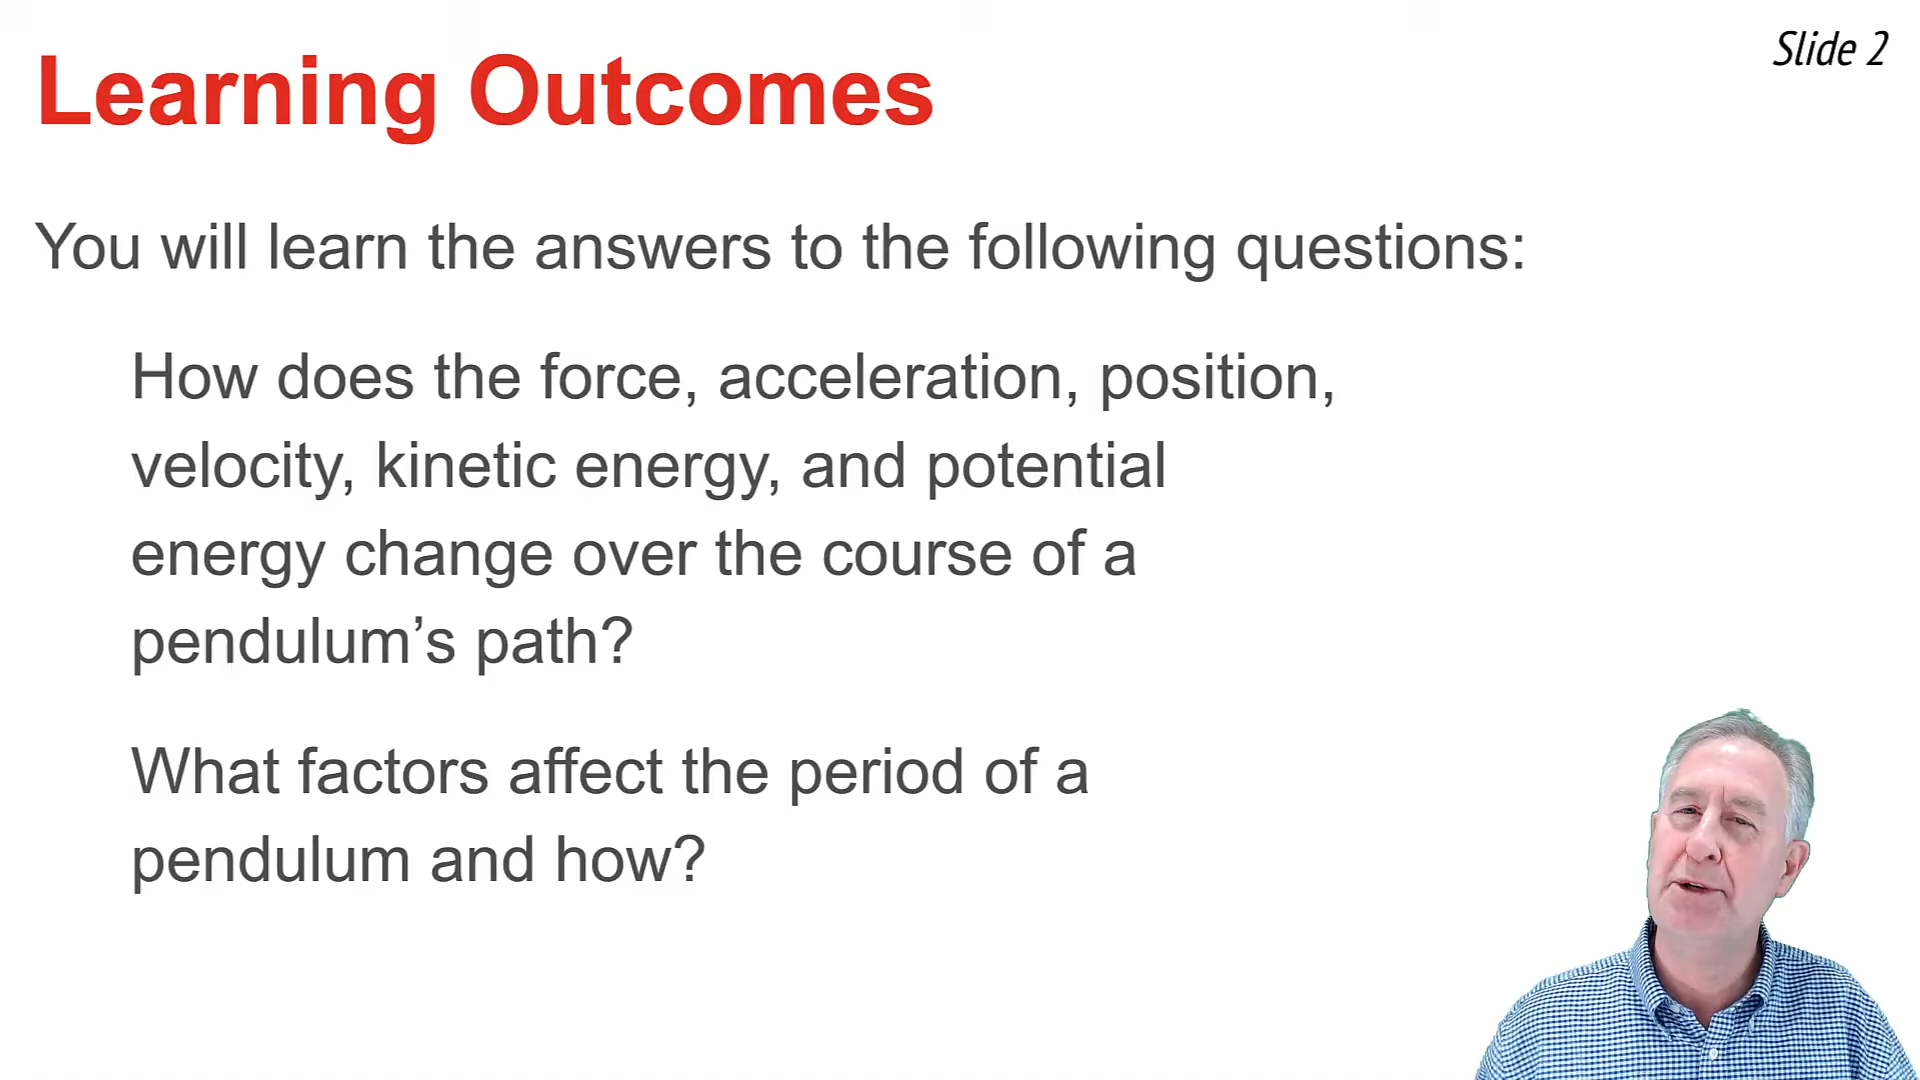 Slide 2
Learning Outcomes
You will learn the answers to the following questions:
How does the force, acceleration, position,
velocity, kinetic energy, and potential
energy change over the course of a
pendulum’s path?
What factors affect the period of a
pendulum and how?